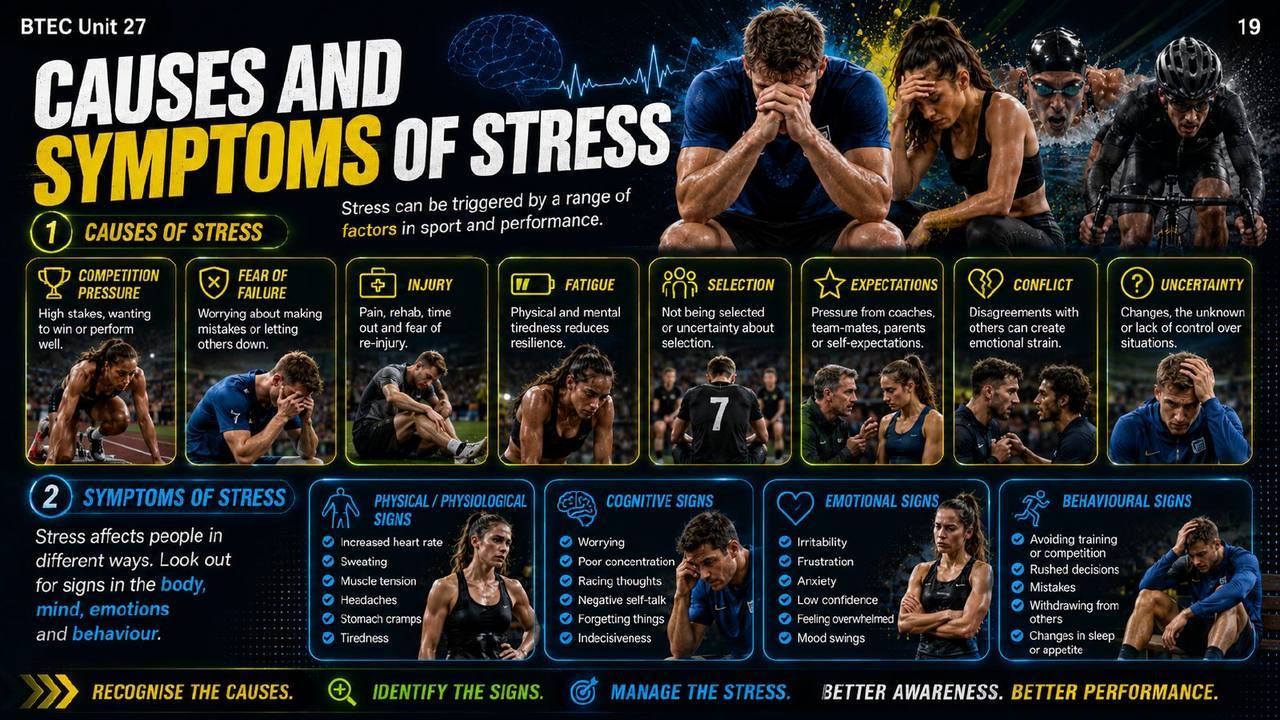 BTEC Unit 27
19
CAUSES AND
SYMPTOMS OF STRESS
Stress can be triggered by a range of
factors in sport and performance.
1 CAUSES OF STRESS
COMPETITION
PRESSURE
High stakes, wanting
to win or perform
well.
FEAR OF
FAILURE
Worrying about making
mistakes or letting
others down.
7
INJURY
Pain, rehab, time
out and fear of
re-injury.
FATIGUE
Physical and mental
tiredness reduces
resilience.
SELECTION
Not being selected
or uncertainty about
selection.
7
EXPECTATIONS
Pressure from coaches,
team-mates, parents
or self-expectations.
CONFLICT
Disagreements with
others can create
emotional strain.
? UNCERTAINTY
Changes, the unknown
or lack of control over
situations.
2 SYMPTOMS OF STRESS
Stress affects people in
different ways. Look out
for signs in the body,
mind, emotions
and behaviour.
PHYSICAL / PHYSIOLOGICAL
SIGNS
Increased heart rate
Sweating
Muscle tension
Headaches
Stomach cramps
Tiredness
COGNITIVE SIGNS
Worrying
Poor concentration
Racing thoughts
Negative self-talk
Forgetting things
Indecisiveness
EMOTIONAL SIGNS
Irritability
Frustration
Anxiety
Low confidence
Feeling overwhelmed
Mood swings
BEHAVIOURAL SIGNS
Avoiding training
or competition
Rushed decisions
Mistakes
Withdrawing from
others
Changes in sleep
or appetite
RECOGNISE THE CAUSES. IDENTIFY THE SIGNS. MANAGE THE STRESS. BETTER AWARENESS. BETTER PERFORMANCE.